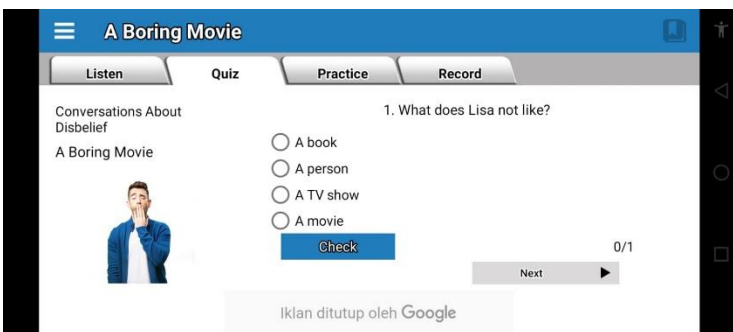 A Boring Movie
Listen
Quiz
Practice
Record
Conversations About
Disbelief
A Boring Movie
1. What does Lisa not like?
A book
A person
A TV show
A movie
Check
0/1
Next
Iklan ditutup oleh Google